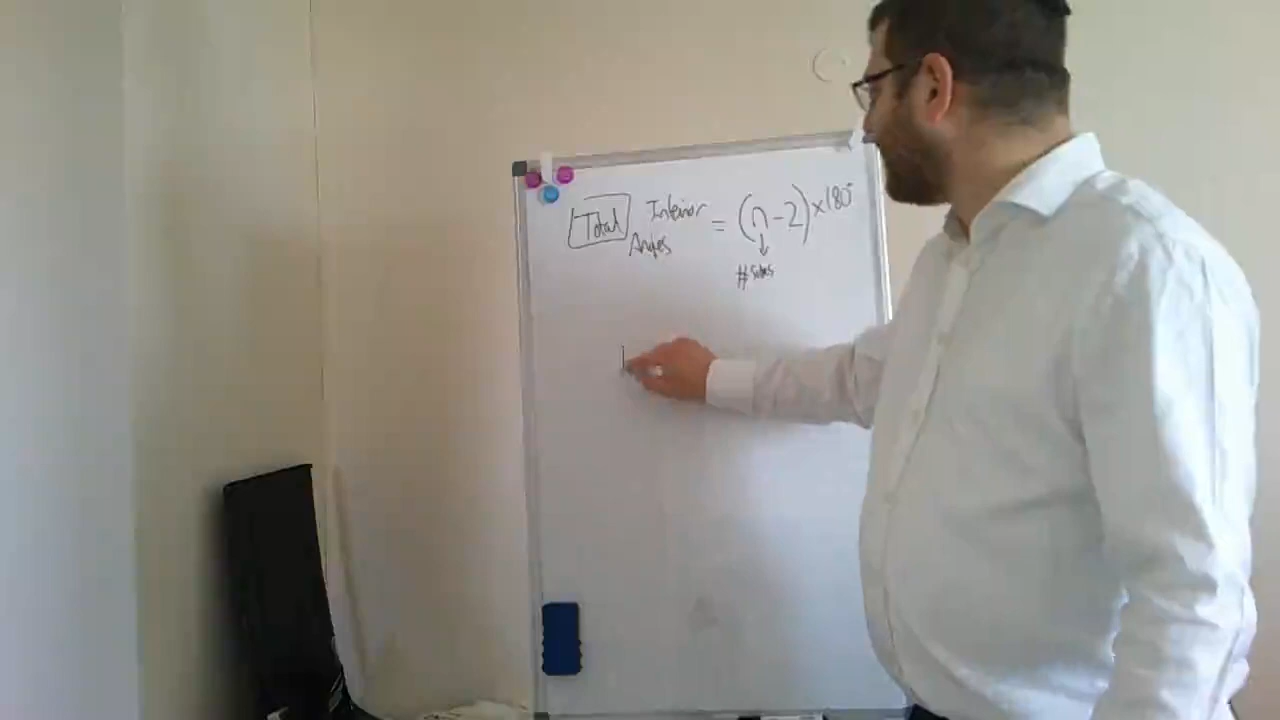 Total Interior Angles = (n-2)×180°
# sides